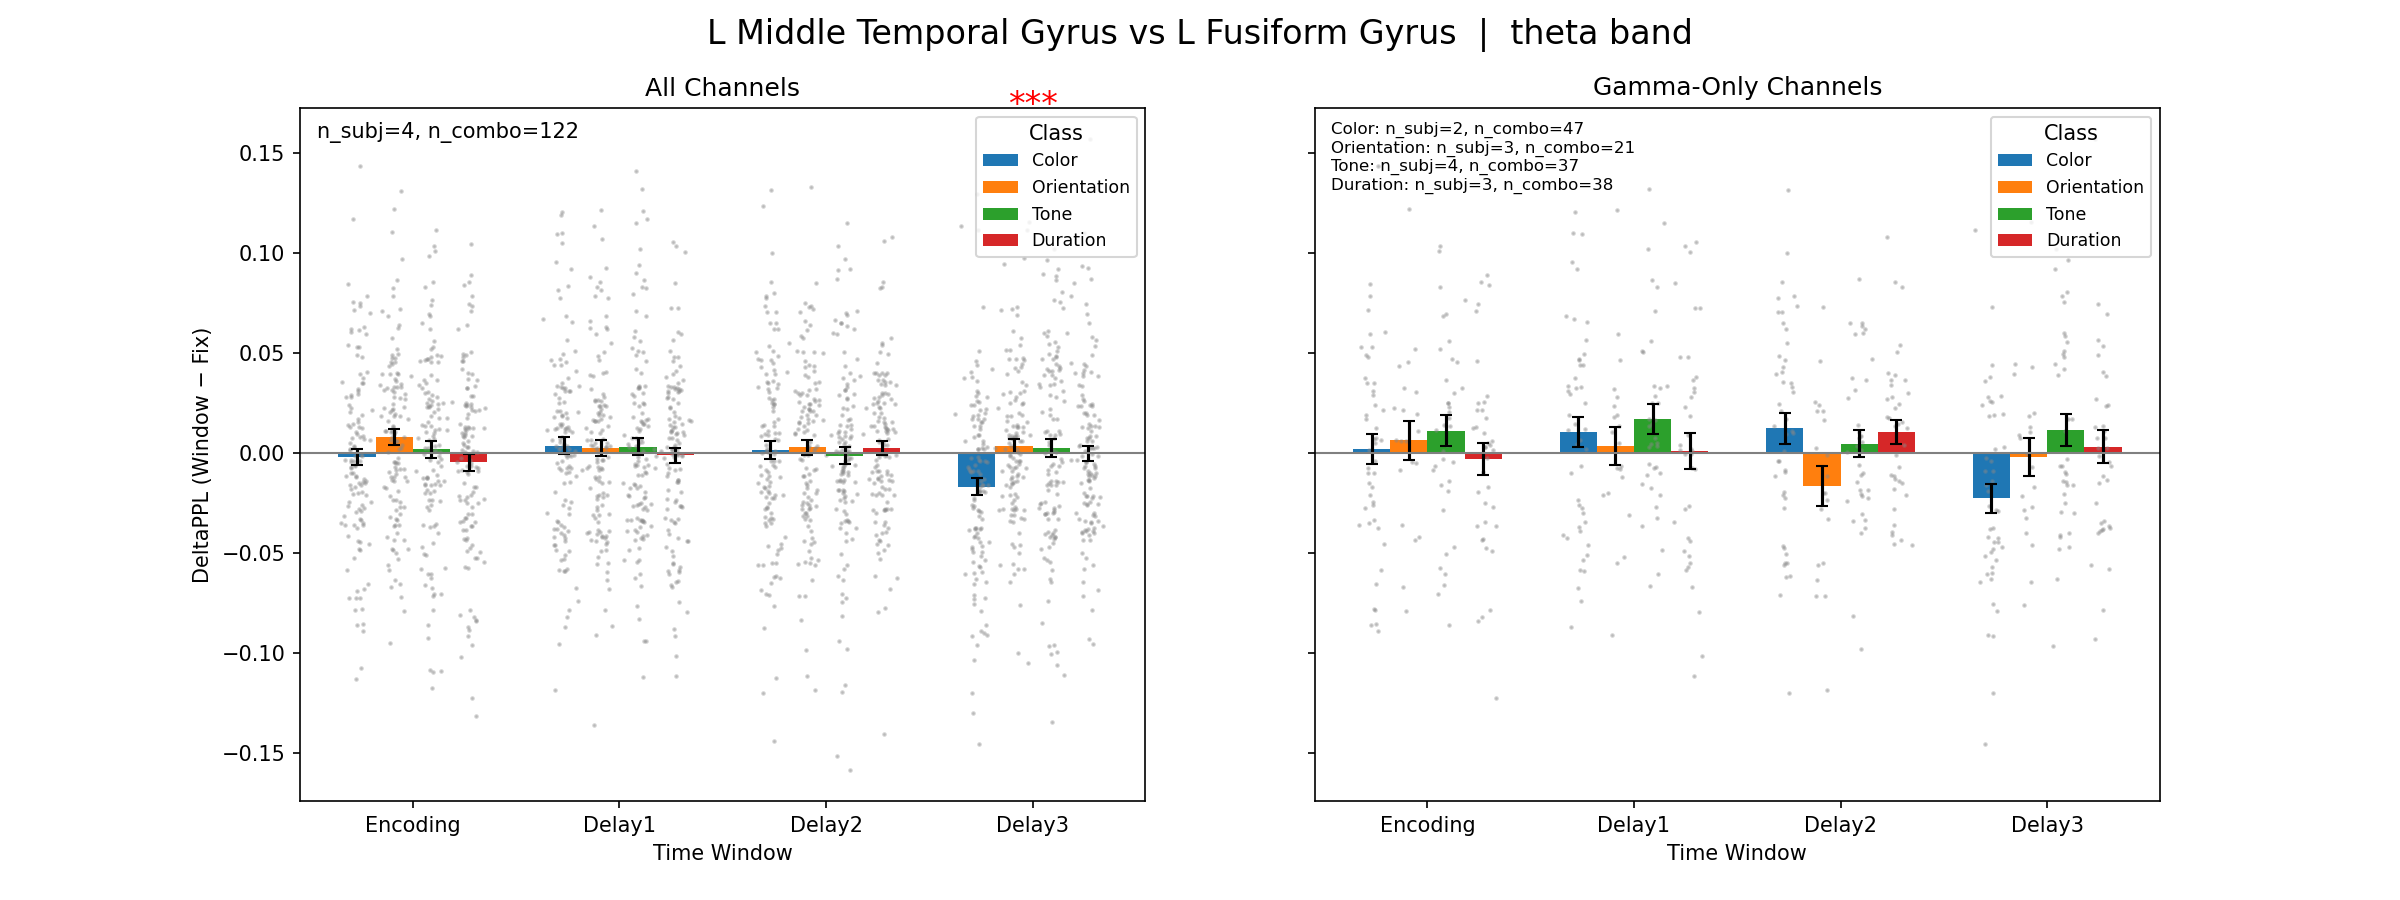 L Middle Temporal Gyrus vs L Fusiform Gyrus | theta band
All Channels
***
n_subj=4, n_combo=122
Class
Color
Orientation
Tone
Duration
0.15
0.10
0.05
0.00
−0.05
−0.10
−0.15
DeltaPPL (Window − Fix)
Encoding
Delay1
Delay2
Delay3
Time Window
Gamma-Only Channels
Color: n_subj=2, n_combo=47
Orientation: n_subj=3, n_combo=21
Tone: n_subj=4, n_combo=37
Duration: n_subj=3, n_combo=38
Class
Color
Orientation
Tone
Duration
Encoding
Delay1
Delay2
Delay3
Time Window